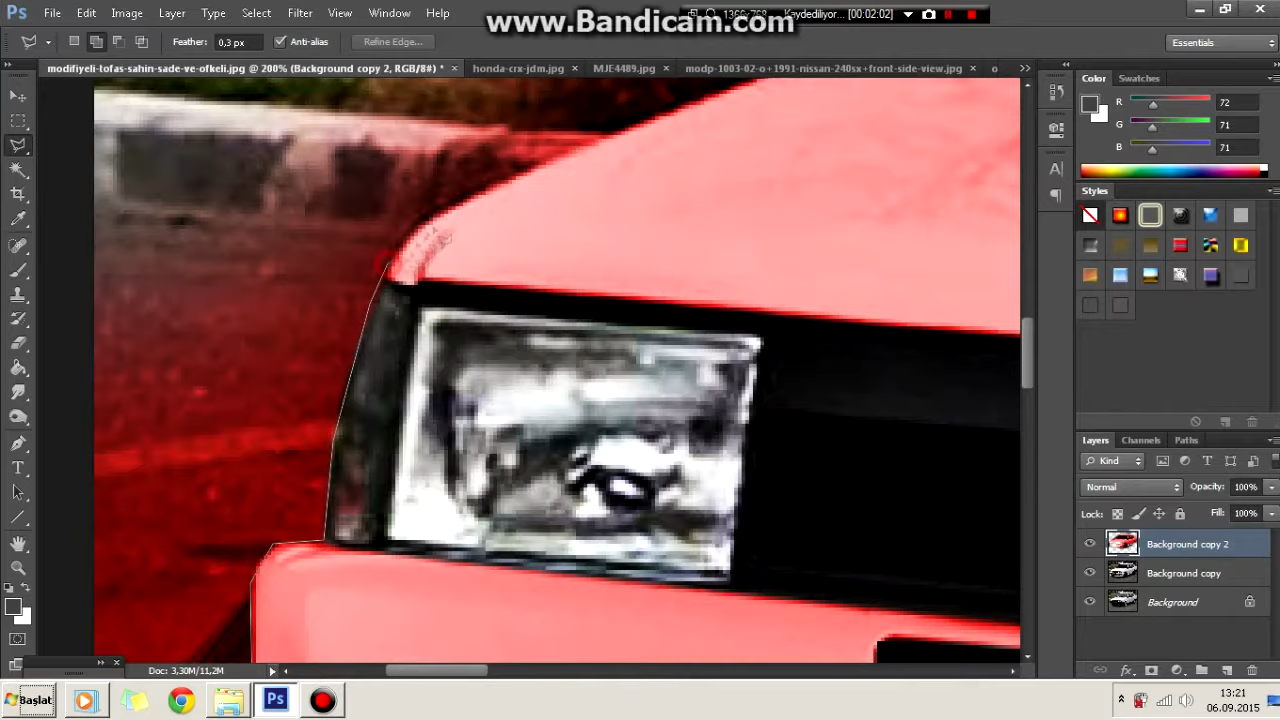 Ps File Edit Image Layer Type Select Filter View Window Help
www.Bandicam.com
1366x768 Kaydediliyor... [00:02:02]
Feather: 0,3 px Anti-alias Refine Edge... Essentials
modifiyeli-tofas-sahin-sade-ve-ofkeli.jpg @ 200% (Background copy 2, RGB/8#) * × honda-crx-jdm.jpg × MJE4489.jpg × modp-1003-02-o+1991-nissan-240sx+front-side-view.jpg × o
Color Swatches
R 72
G 71
B 71
Styles
Layers Channels Paths
Kind
Normal Opacity: 100%
Lock: Fill: 100%
Background copy 2
Background copy
Background
Doc: 3,30M/11,2M
Başlat
Ps
13:21
06.09.2015